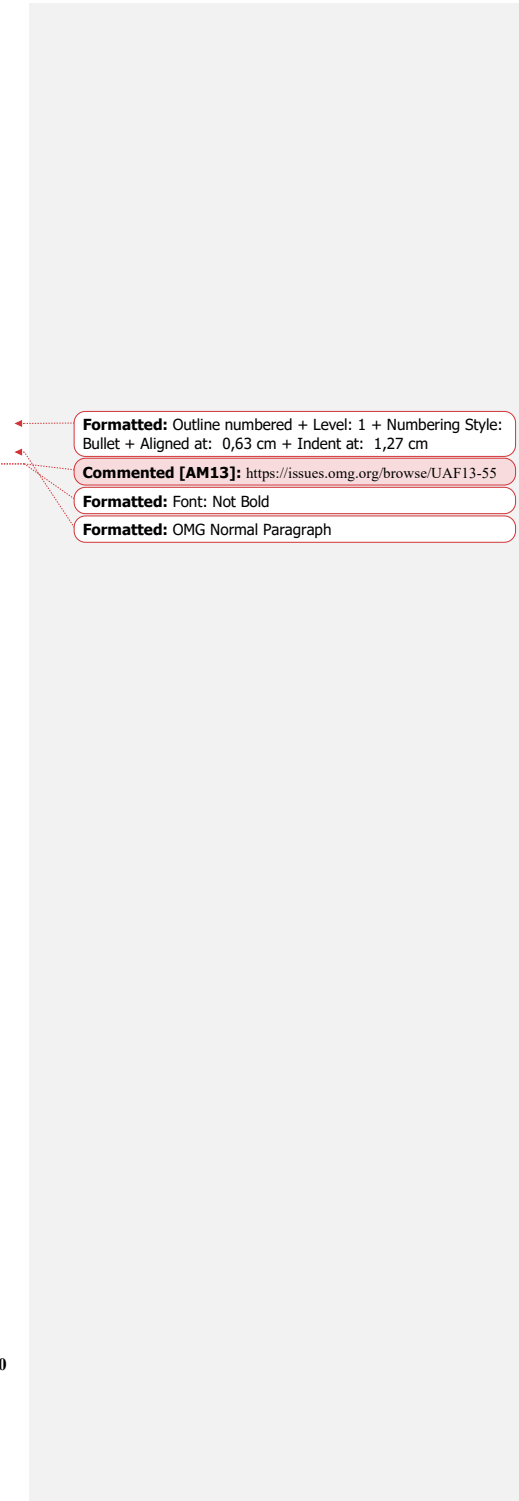 Formatted: Outline numbered + Level: 1 + Numbering Style:
Bullet + Aligned at: 0,63 cm + Indent at: 1,27 cm
Commented [AM13]: https://issues.omg.org/browse/UAF13-55
Formatted: Font: Not Bold
Formatted: OMG Normal Paragraph
0